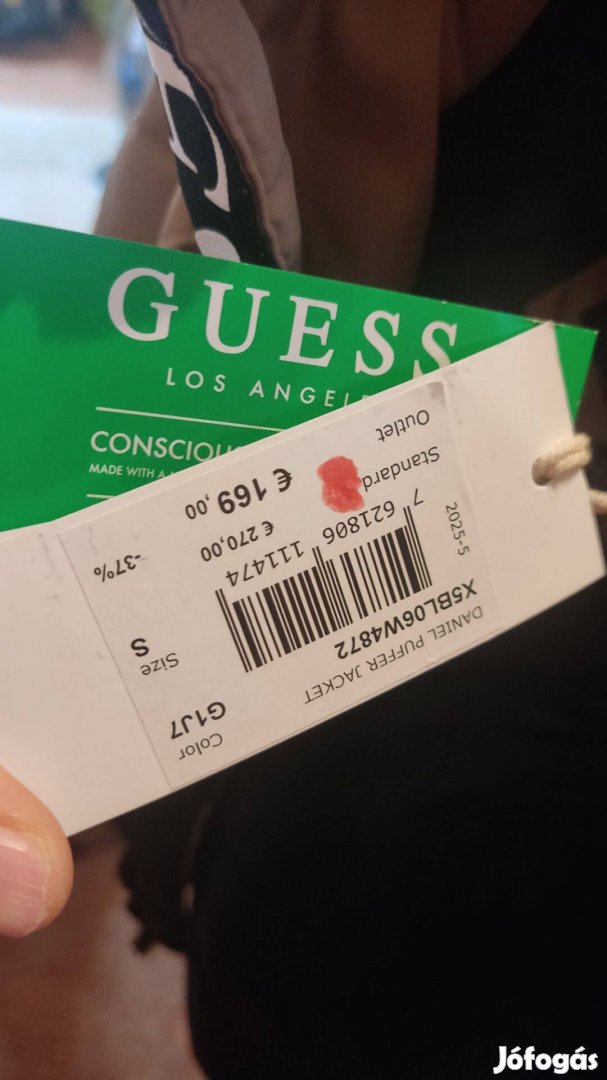 GUESS
LOS ANGEL
CONSCIOU
MADE WITH A
DANIEL PUFFER JACKET
X5BL06W4872
2025-5
Color
G1J7
Size
S
7 621806 111474
Standard
Outlet
€ 270,00
-37%
€ 169,00
Jófogás